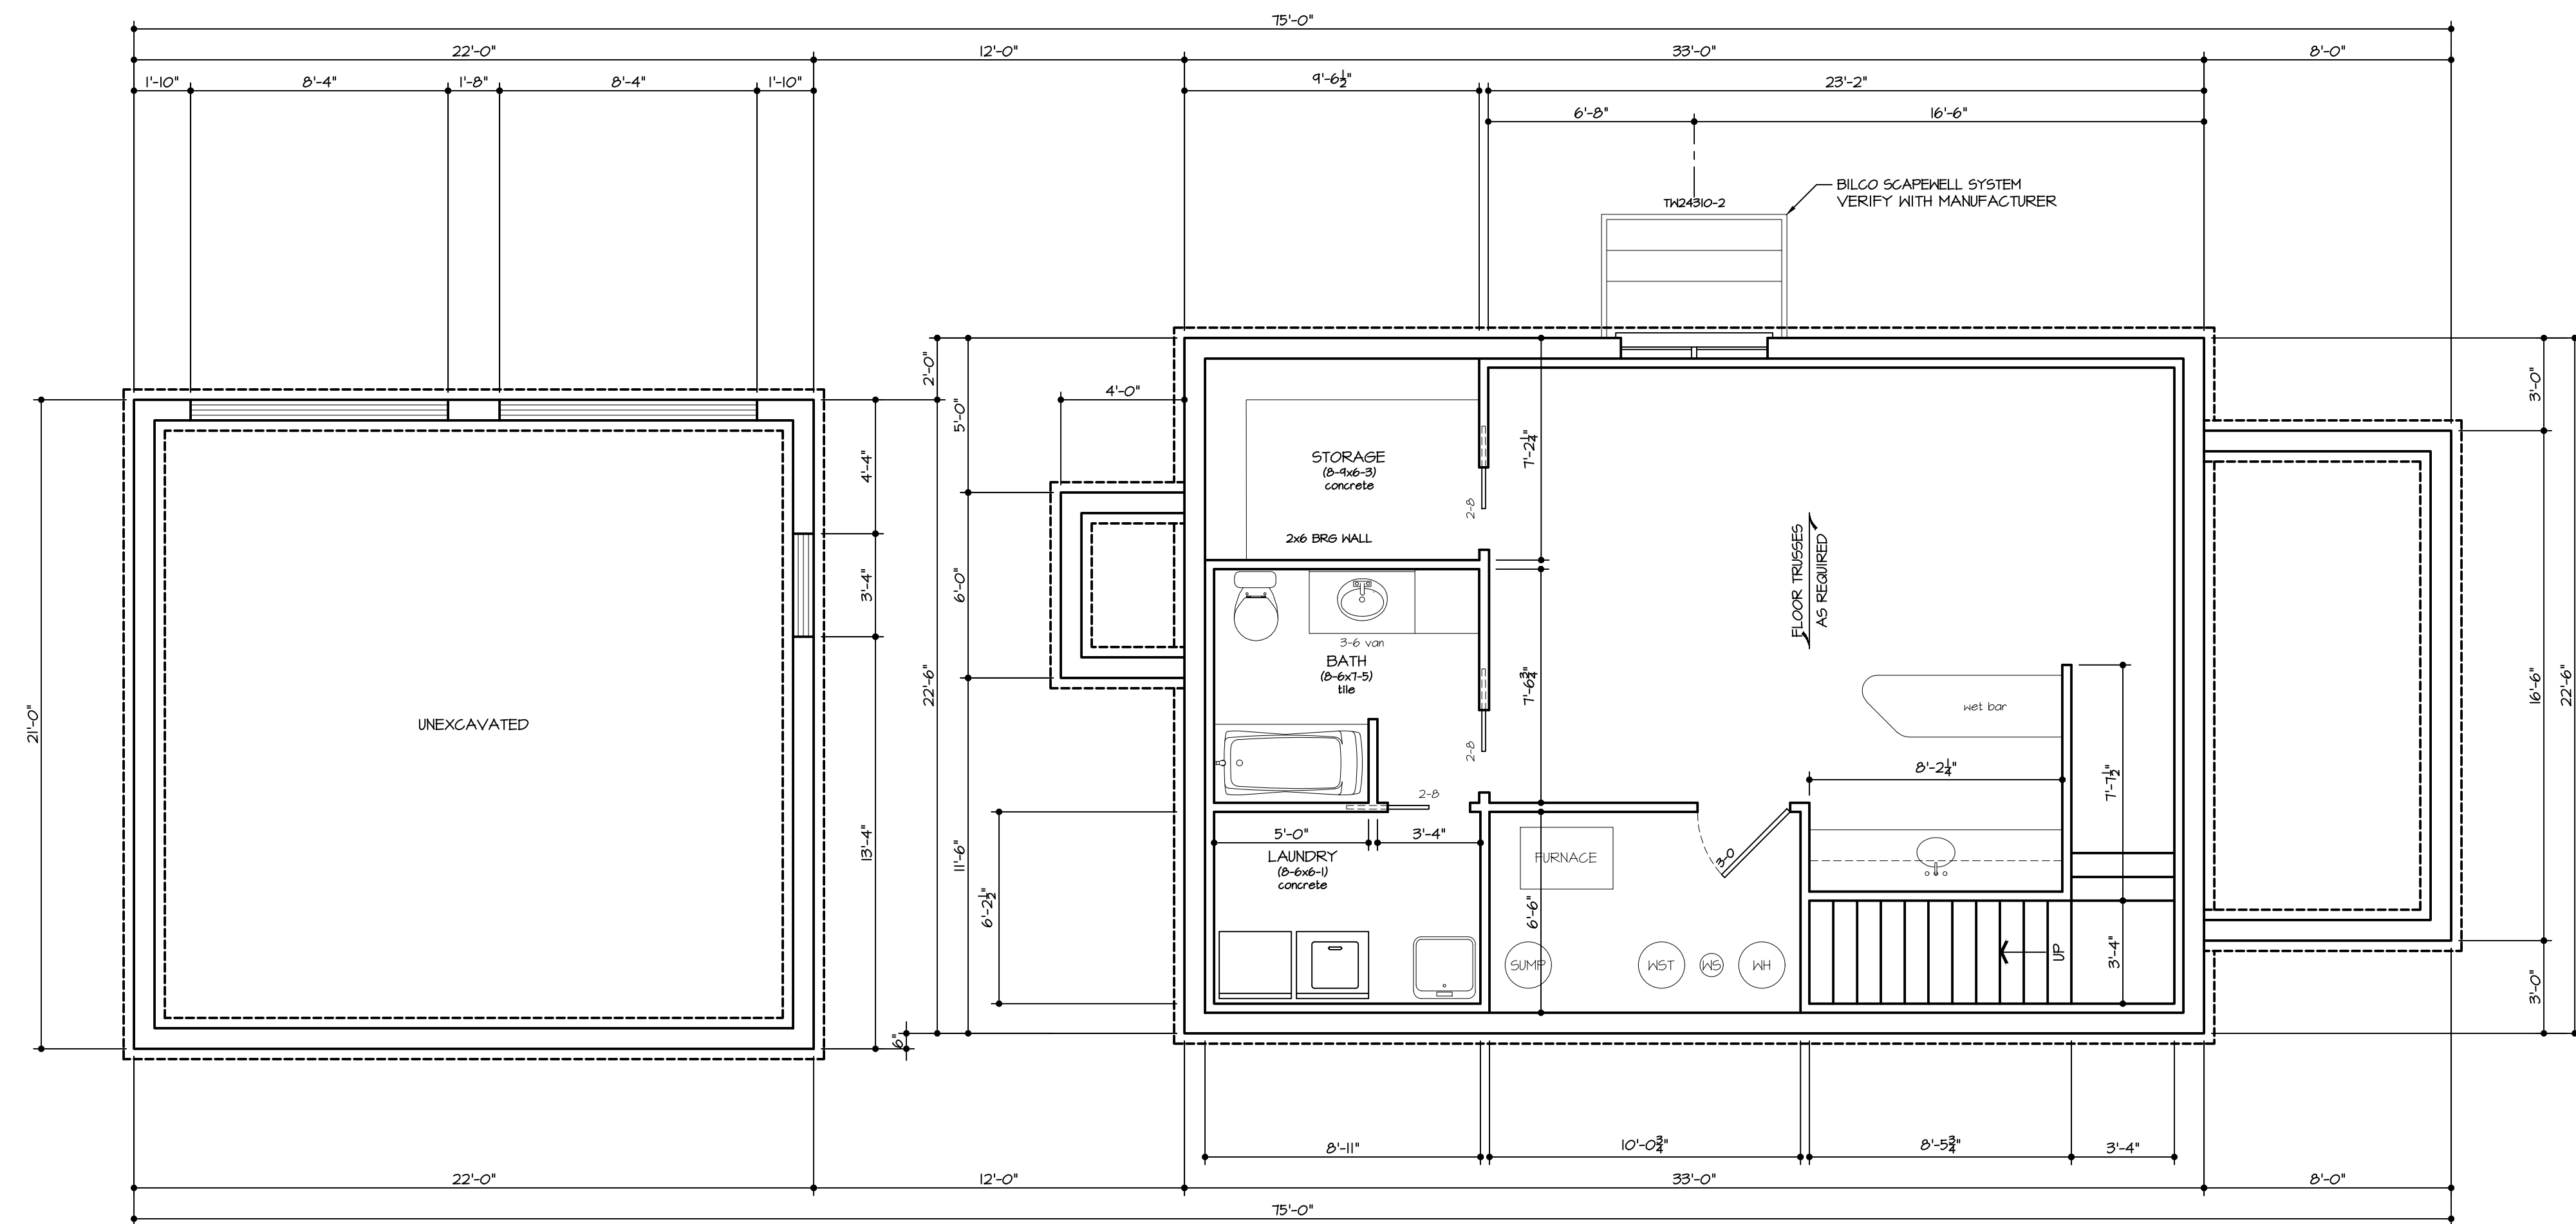 75'-0"
22'-0" 12'-0" 33'-0" 8'-0"
1'-10" 8'-4" 1'-8" 8'-4" 1'-10" 9'-6½" 23'-2"
6'-8" 16'-6"
BILCO SCAPEWELL SYSTEM
VERIFY WITH MANUFACTURER
TW24310-2
2'-0"
5'-0"
4'-0"
3'-0"
4'-4"
7'-2¼"
STORAGE
(8-9x6-3)
concrete
2-8
2x6 BRG WALL
FLOOR TRUSSES
AS REQUIRED
3'-4"
6'-0"
3-6 van
BATH
(8-6x7-5)
tile
22'-6"
7'-6¾"
16'-6"
22'-6"
wet bar
21'-0"
UNEXCAVATED
2-8
8'-2¼"
7'-7½"
2-8
5'-0" 3'-4"
13'-4"
11'-6"
LAUNDRY
(8-6x6-1)
concrete
FURNACE
3-0
6'-2½"
6'-6"
SUMP
WST
WS
WH
UP
3'-4"
3'-0"
6"
8'-11" 10'-0¾" 8'-5¾" 3'-4"
22'-0" 12'-0" 33'-0" 8'-0"
75'-0"